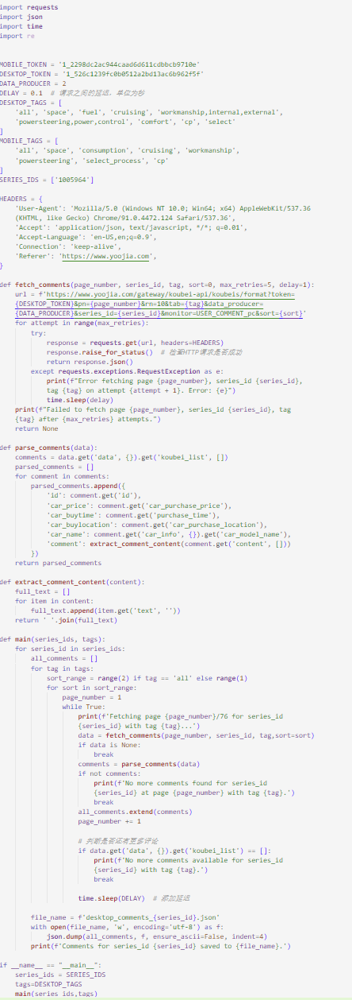 import requests
import json
import time
import re
MOBILE_TOKEN = '1_2298dc2ac944caad6d611cdbbcb9710e'
DESKTOP_TOKEN = '1_526c1239fc0b0512a2bd13ac6b962f5f'
DATA_PRODUCER = 2
DELAY = 0.1  # 请求之间的延迟，单位为秒
DESKTOP_TAGS = [
    'all', 'space', 'fuel', 'cruising', 'workmanship,internal,external',
    'powersteering,power,control', 'comfort', 'cp', 'select'
]
MOBILE_TAGS = [
    'all', 'space', 'consumption', 'cruising', 'workmanship',
    'powersteering', 'select_process', 'cp'
]
SERIES_IDS = ['1005964']
HEADERS = {
    'User-Agent': 'Mozilla/5.0 (Windows NT 10.0; Win64; x64) AppleWebKit/537.36
    (KHTML, like Gecko) Chrome/91.0.4472.124 Safari/537.36',
    'Accept': 'application/json, text/javascript, */*; q=0.01',
    'Accept-Language': 'en-US,en;q=0.9',
    'Connection': 'keep-alive',
    'Referer': 'https://www.yoojia.com',
}
def fetch_comments(page_number, series_id, tag, sort=0, max_retries=5, delay=1):
    url = f'https://www.yoojia.com/gateway/koubei-api/koubeis/format?token=
    {DESKTOP_TOKEN}&pn={page_number}&rn=10&tab={tag}&data_producer=
    {DATA_PRODUCER}&series_id={series_id}&monitor=USER_COMMENT_pc&sort={sort}'
    for attempt in range(max_retries):
        try:
            response = requests.get(url, headers=HEADERS)
            response.raise_for_status()  # 检查HTTP请求是否成功
            return response.json()
        except requests.exceptions.RequestException as e:
            print(f"Error fetching page {page_number}, series_id {series_id},
            tag {tag} on attempt {attempt + 1}. Error: {e}")
            time.sleep(delay)
    print(f"Failed to fetch page {page_number}, series_id {series_id}, tag
    {tag} after {max_retries} attempts.")
    return None
def parse_comments(data):
    comments = data.get('data', {}).get('koubei_list', [])
    parsed_comments = []
    for comment in comments:
        parsed_comments.append({
            'id': comment.get('id'),
            'car_price': comment.get('car_purchase_price'),
            'car_buytime': comment.get('purchase_time'),
            'car_buylocation': comment.get('car_purchase_location'),
            'car_name': comment.get('car_info', {}).get('car_model_name'),
            'comment': extract_comment_content(comment.get('content', []))
        })
    return parsed_comments
def extract_comment_content(content):
    full_text = []
    for item in content:
        full_text.append(item.get('text', ''))
    return ' '.join(full_text)
def main(series_ids, tags):
    for series_id in series_ids:
        all_comments = []
        for tag in tags:
            sort_range = range(2) if tag == 'all' else range(1)
            for sort in sort_range:
                page_number = 1
                while True:
                    print(f'Fetching page {page_number}/76 for series_id
                    {series_id} with tag {tag}...')
                    data = fetch_comments(page_number, series_id, tag,sort=sort)
                    if data is None:
                        break
                    comments = parse_comments(data)
                    if not comments:
                        print(f'No more comments found for series_id
                        {series_id} at page {page_number} with tag {tag}.')
                        break
                    all_comments.extend(comments)
                    page_number += 1
                    # 判断是否还有更多评论
                    if data.get('data', {}).get('koubei_list') == []:
                        print(f'No more comments available for series_id
                        {series_id} with tag {tag}.')
                        break
                    time.sleep(DELAY)  # 添加延迟
        file_name = f'desktop_comments_{series_id}.json'
        with open(file_name, 'w', encoding='utf-8') as f:
            json.dump(all_comments, f, ensure_ascii=False, indent=4)
        print(f'Comments for series_id {series_id} saved to {file_name}.')
if __name__ == "__main__":
    series_ids = SERIES_IDS
    tags=DESKTOP_TAGS
    main(series_ids,tags)